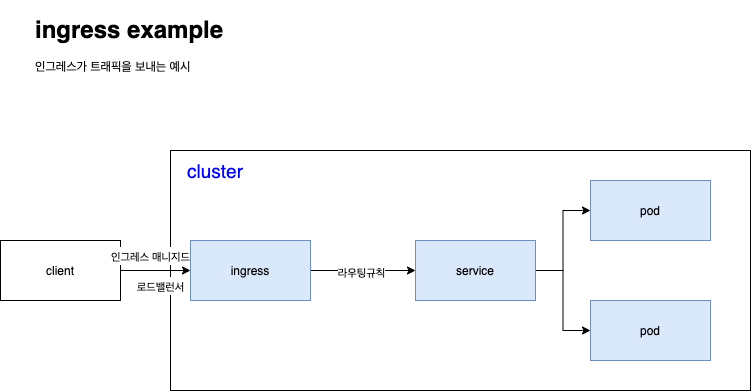 ingress example
인그레스가 트래픽을 보내는 예시
cluster
pod
인그레스 매니지드
client
ingress
라우팅규칙
service
로드밸런서
pod